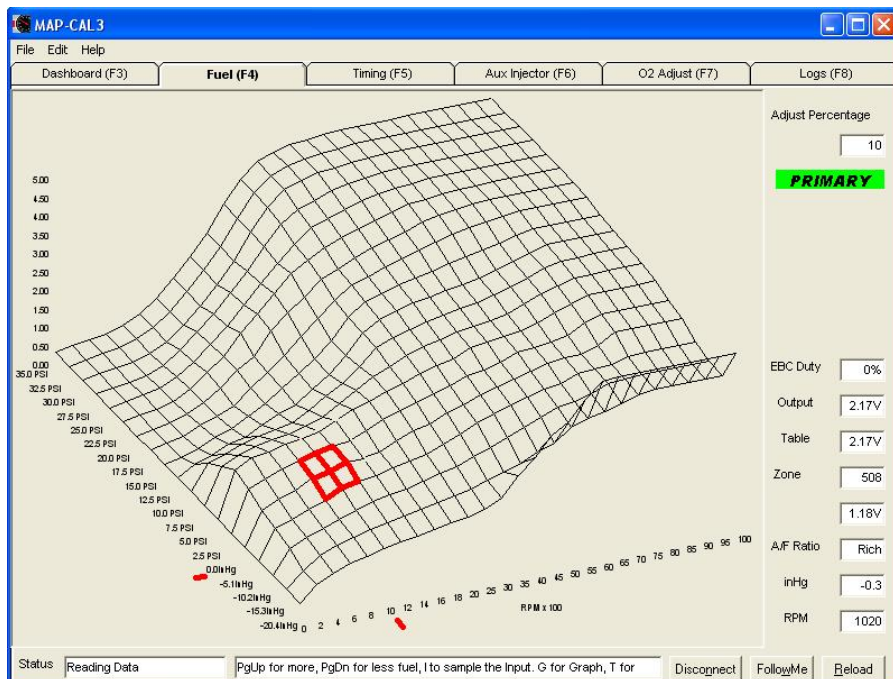 MAP-CAL3
File Edit Help
Dashboard (F3) Fuel (F4) Timing (F5) Aux Injector (F6) O2 Adjust (F7) Logs (F8)
Adjust Percentage
10
PRIMARY
5.00
4.50
4.00
3.50
3.00
2.50
2.00
1.50
1.00
0.50
0.00
35.0 PSI
32.5 PSI
30.0 PSI
27.5 PSI
25.0 PSI
22.5 PSI
20.0 PSI
17.5 PSI
15.0 PSI
12.5 PSI
10.0 PSI
7.5 PSI
5.0 PSI
2.5 PSI
0.0InHg
-5.1InHg
-10.2InHg
-15.3InHg
-20.4InHg
0 2 4 6 8 10 12 14 16 18 20 25 30 35 40 45 50 55 60 65 70 75 80 85 90 95 100
RPM x 100
EBC Duty 0%
Output 2.17V
Table 2.17V
Zone 508
1.18V
A/F Ratio Rich
inHg -0.3
RPM 1020
Status Reading Data PgUp for more, PgDn for less fuel, I to sample the Input. G for Graph, T for Disconnect FollowMe Reload